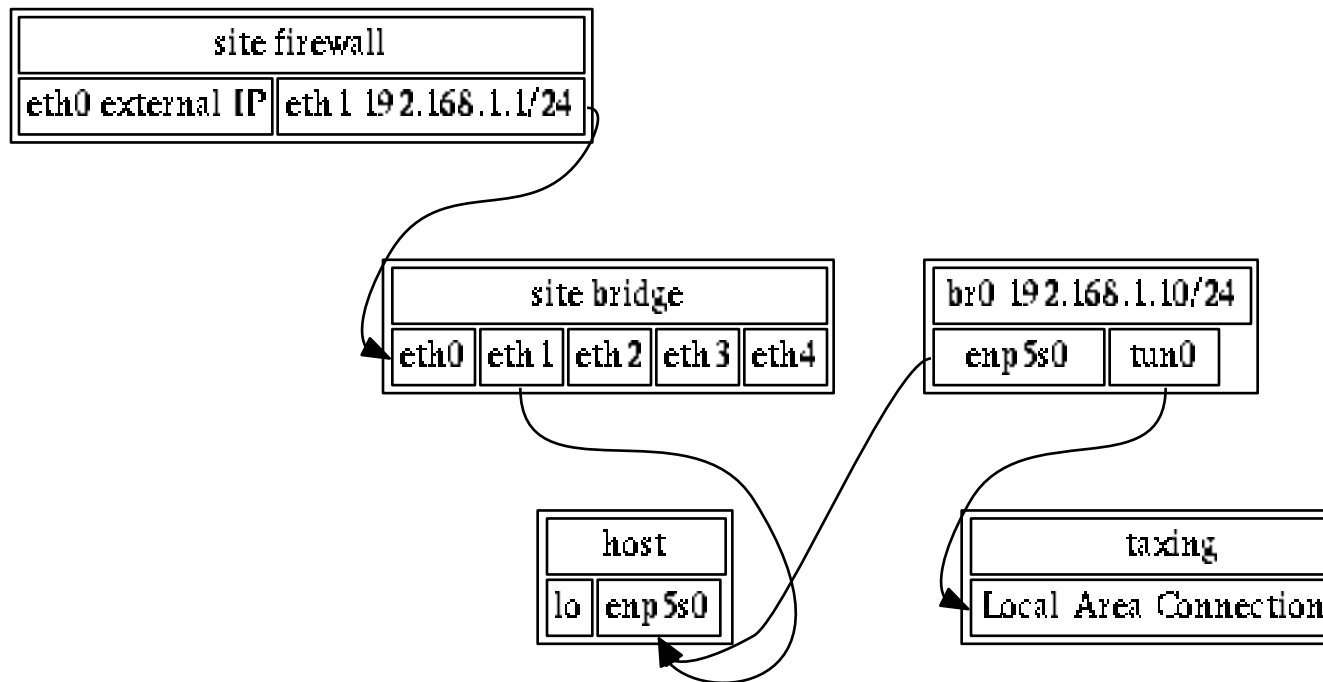 site firewall
eth0 external IP eth1 192.168.1.1/24
site bridge
eth0 eth1 eth2 eth3 eth4
br0 192.168.1.10/24
enp5s0 tun0
host
lo enp5s0
taxing
Local Area Connection